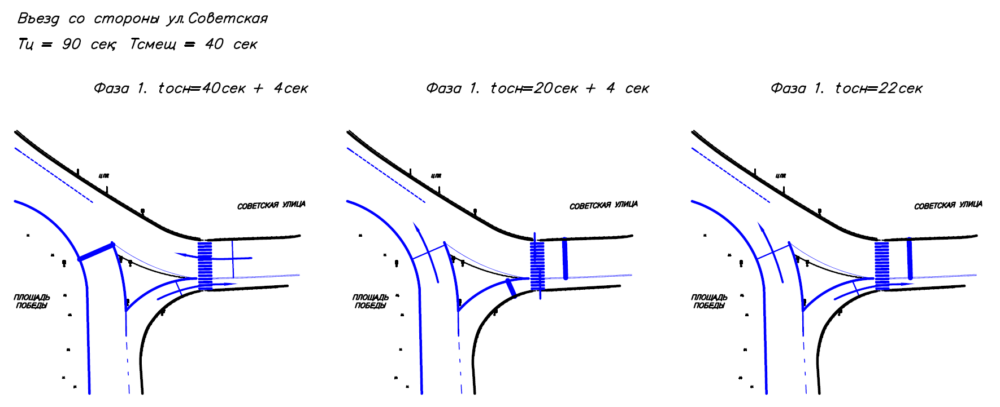 Въезд со стороны ул. Советская
Тц = 90 сек; Тсмещ = 40 сек
Фаза 1. tосн=40сек + 4сек
Фаза 1. tосн=20сек + 4 сек
Фаза 1. tосн=22сек
СОВЕТСКАЯ УЛИЦА
СОВЕТСКАЯ УЛИЦА
СОВЕТСКАЯ УЛИЦА
ПЛОЩАДЬ
ПОБЕДЫ
ПЛОЩАДЬ
ПОБЕДЫ
ПЛОЩАДЬ
ПОБЕДЫ